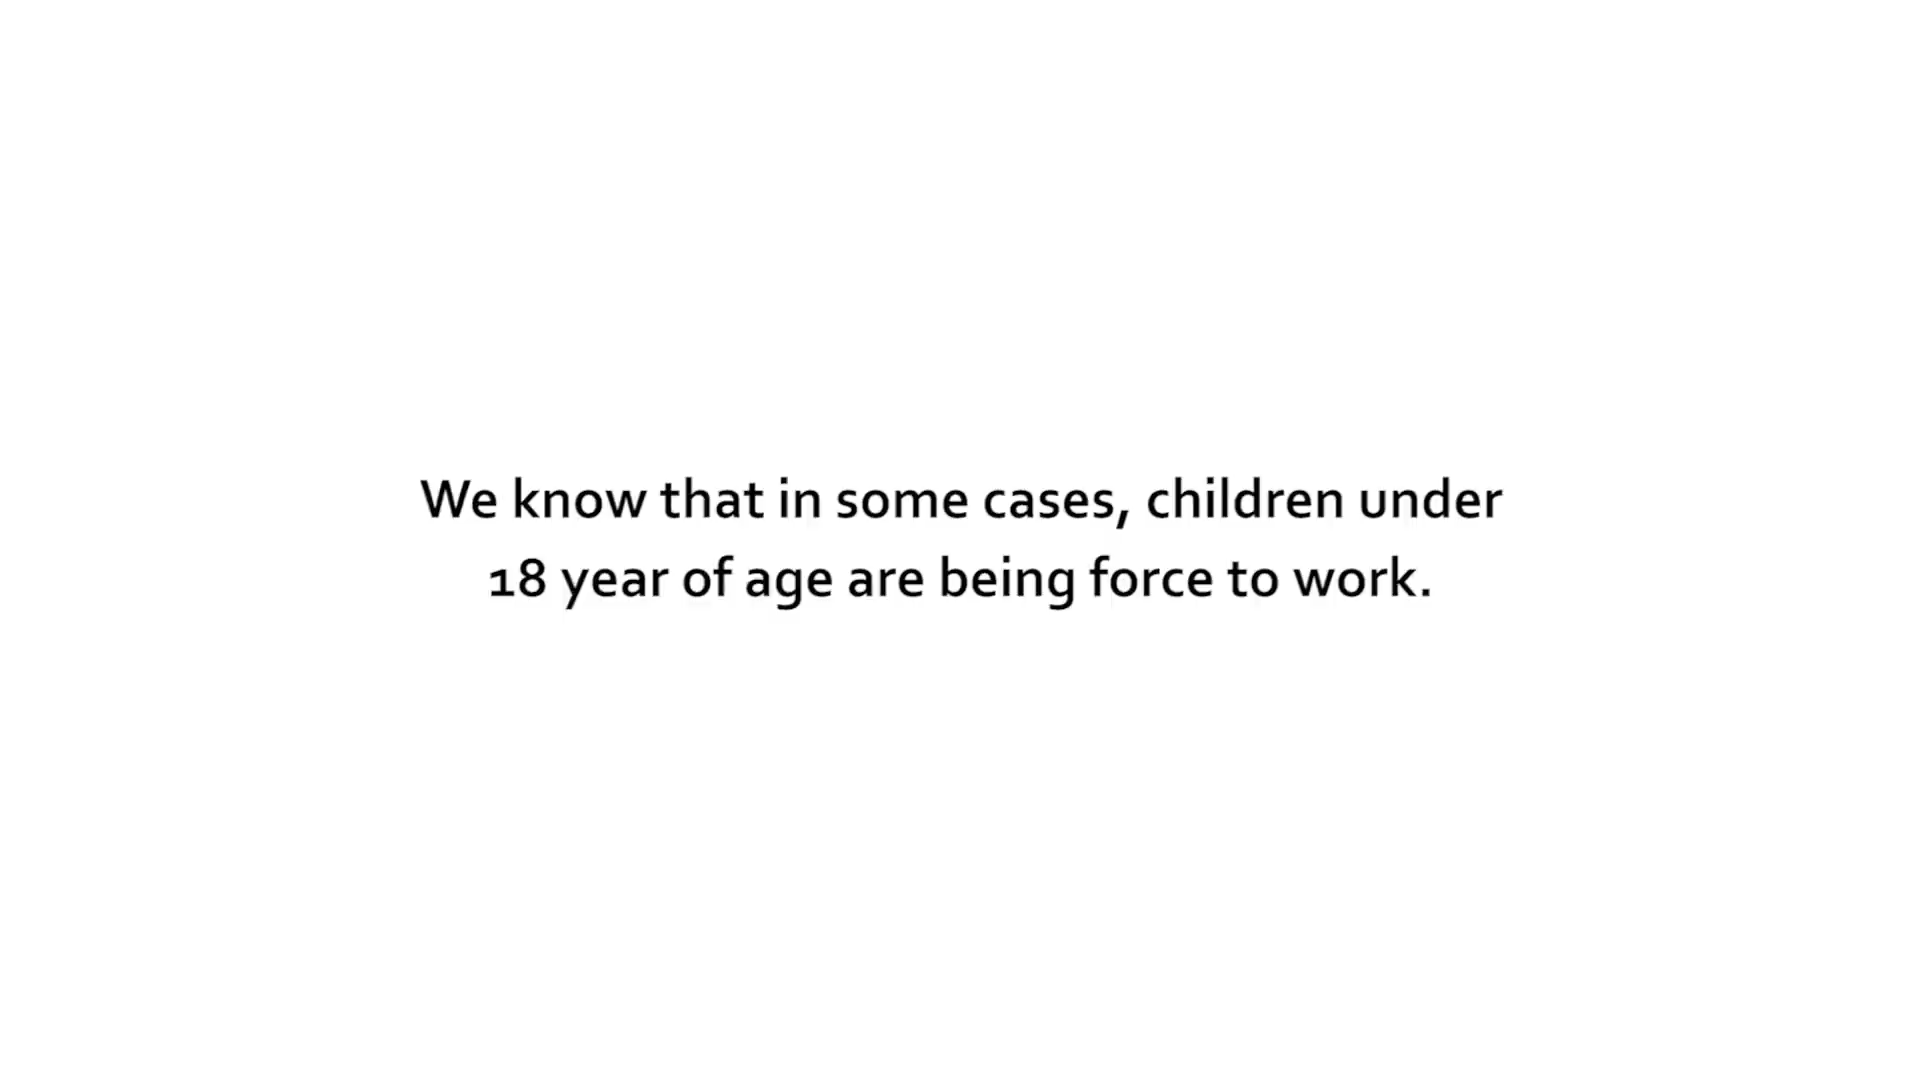 We know that in some cases, children under
18 year of age are being force to work.